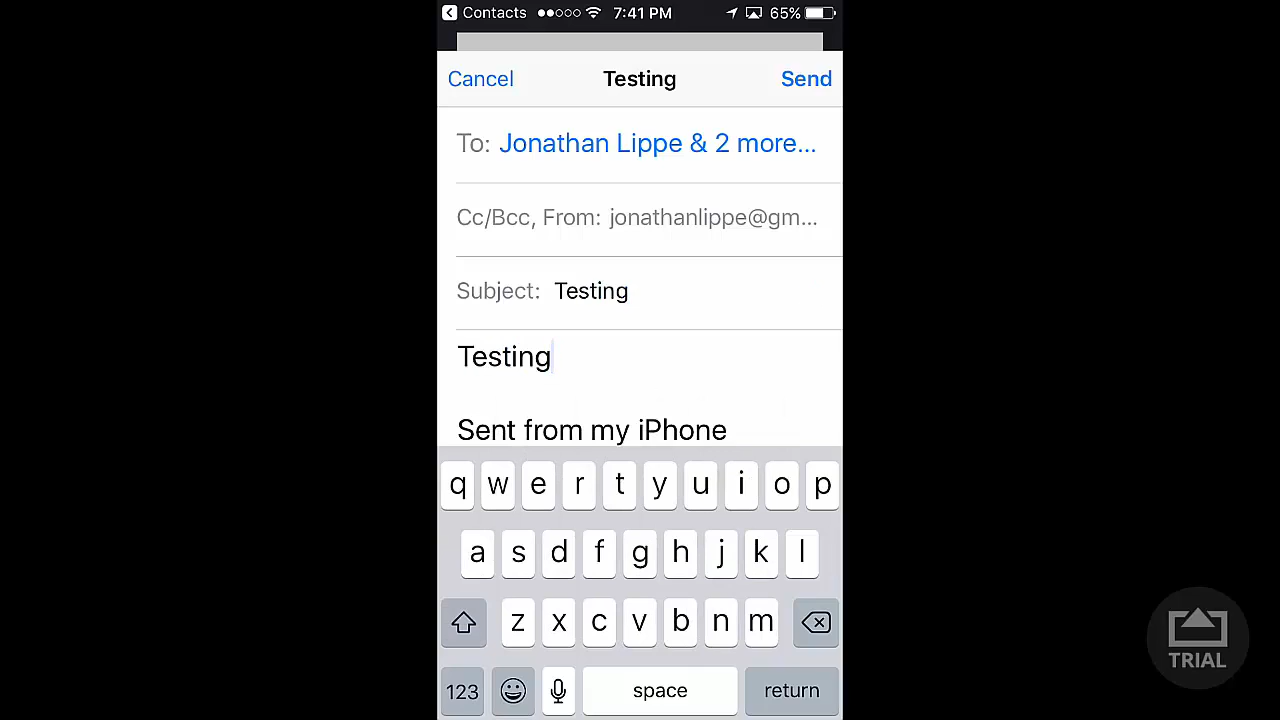 Contacts 7:41 PM 65%
Cancel Testing Send
To: Jonathan Lippe & 2 more...
Cc/Bcc, From: jonathanlippe@gm...
Subject: Testing
Testing
Sent from my iPhone
q w e r t y u i o p
a s d f g h j k l
z x c v b n m
123 space return
TRIAL